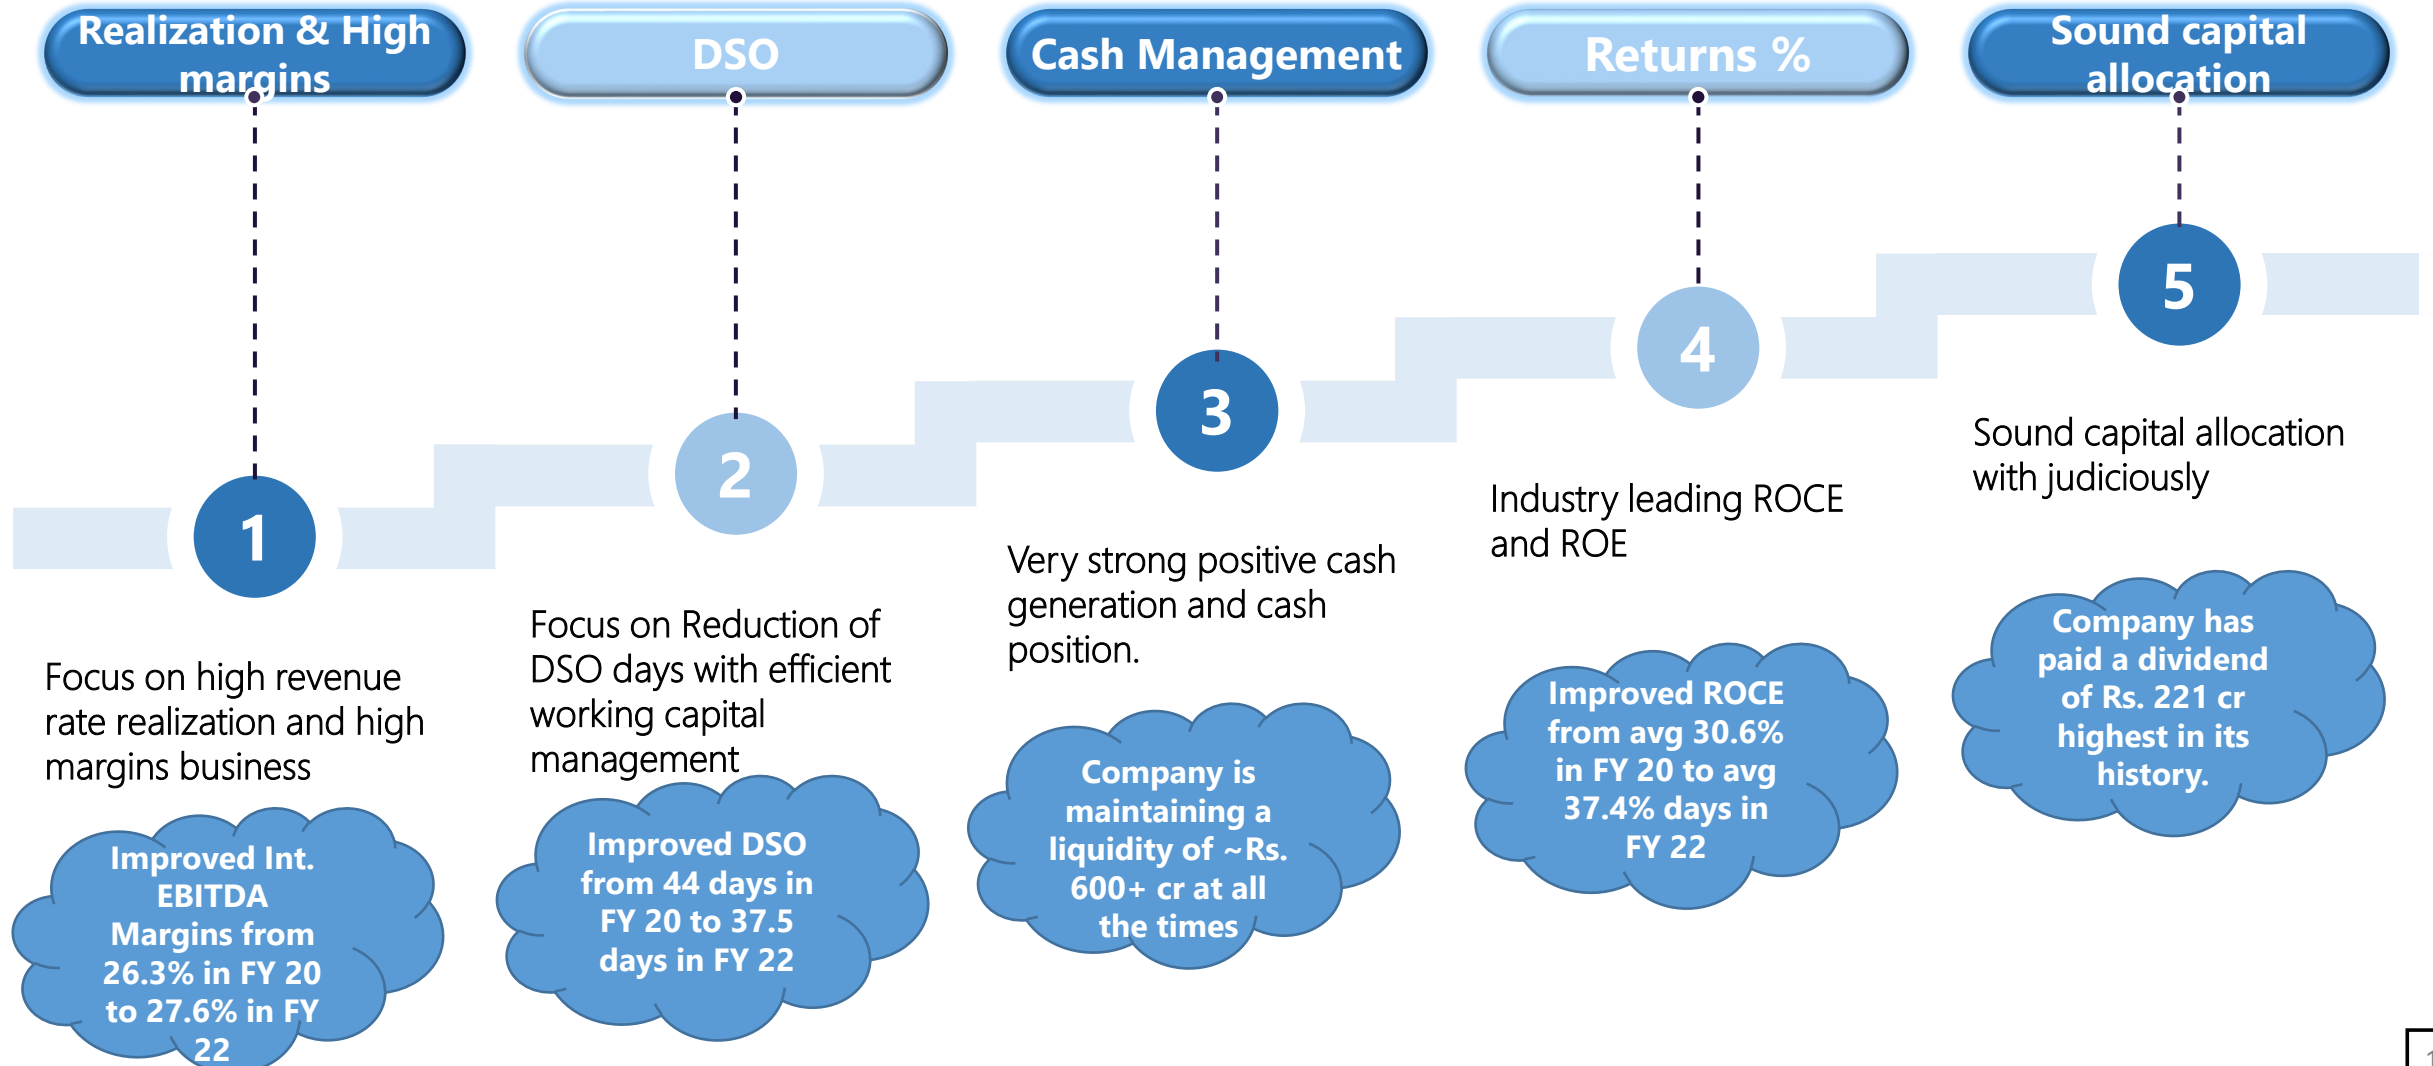 Realization & High
margins
DSO
Cash Management
Returns %
Sound capital
allocation
1
Focus on high revenue
rate realization and high
margins business
Improved Int.
EBITDA
Margins from
26.3% in FY 20
to 27.6% in FY
22
2
Focus on Reduction of
DSO days with efficient
working capital
management
Improved DSO
from 44 days in
FY 20 to 37.5
days in FY 22
3
Very strong positive cash
generation and cash
position.
Company is
maintaining a
liquidity of ~Rs.
600+ cr at all
the times
4
Industry leading ROCE
and ROE
Improved ROCE
from avg 30.6%
in FY 20 to avg
37.4% days in
FY 22
5
Sound capital allocation
with judiciously
Company has
paid a dividend
of Rs. 221 cr
highest in its
history.